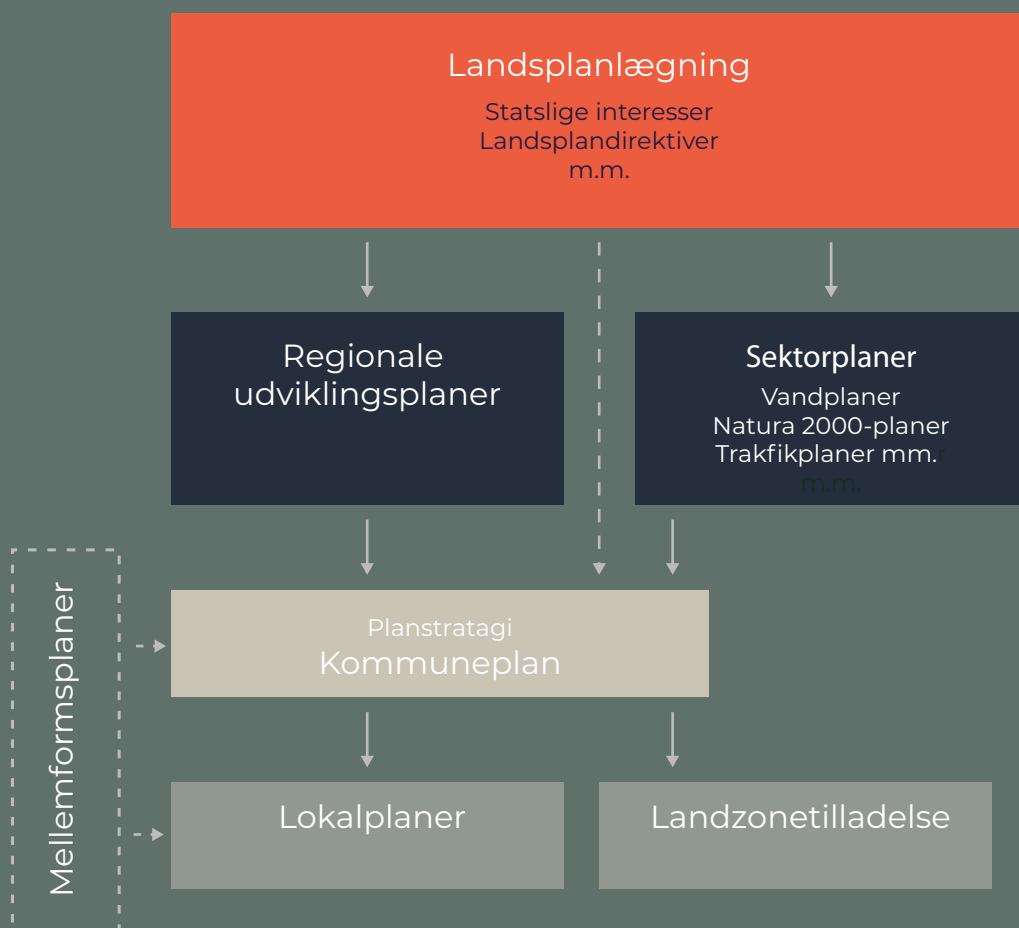 Landsplanlægning
Statslige interesser
Landsplandirektiver
m.m.
Regionale
udviklingsplaner
Sektorplaner
Vandplaner
Natura 2000-planer
Trakfikplaner mm.r
m.m.
Planstratagi
Kommuneplan
Mellemformsplaner
Lokalplaner
Landzonetilladelse